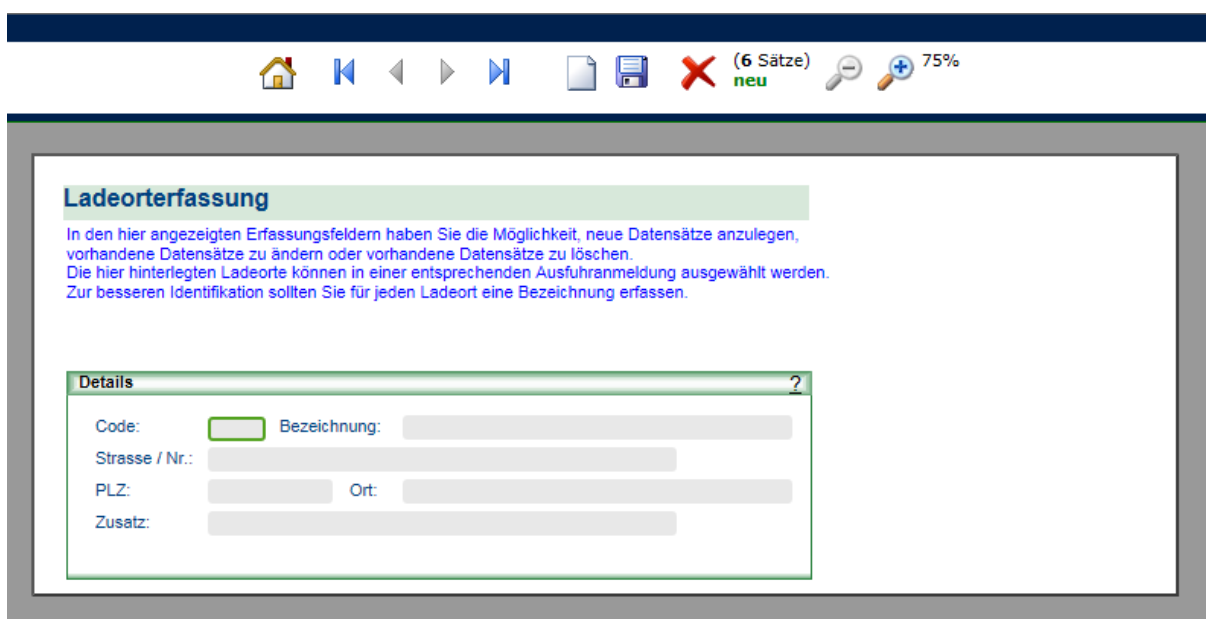 (6 Sätze)
neu
75%
Ladeorterfassung
In den hier angezeigten Erfassungsfeldern haben Sie die Möglichkeit, neue Datensätze anzulegen,
vorhandene Datensätze zu ändern oder vorhandene Datensätze zu löschen.
Die hier hinterlegten Ladeorte können in einer entsprechenden Ausfuhranmeldung ausgewählt werden.
Zur besseren Identifikation sollten Sie für jeden Ladeort eine Bezeichnung erfassen.
Details ?
Code: Bezeichnung:
Strasse / Nr.:
PLZ: Ort:
Zusatz: